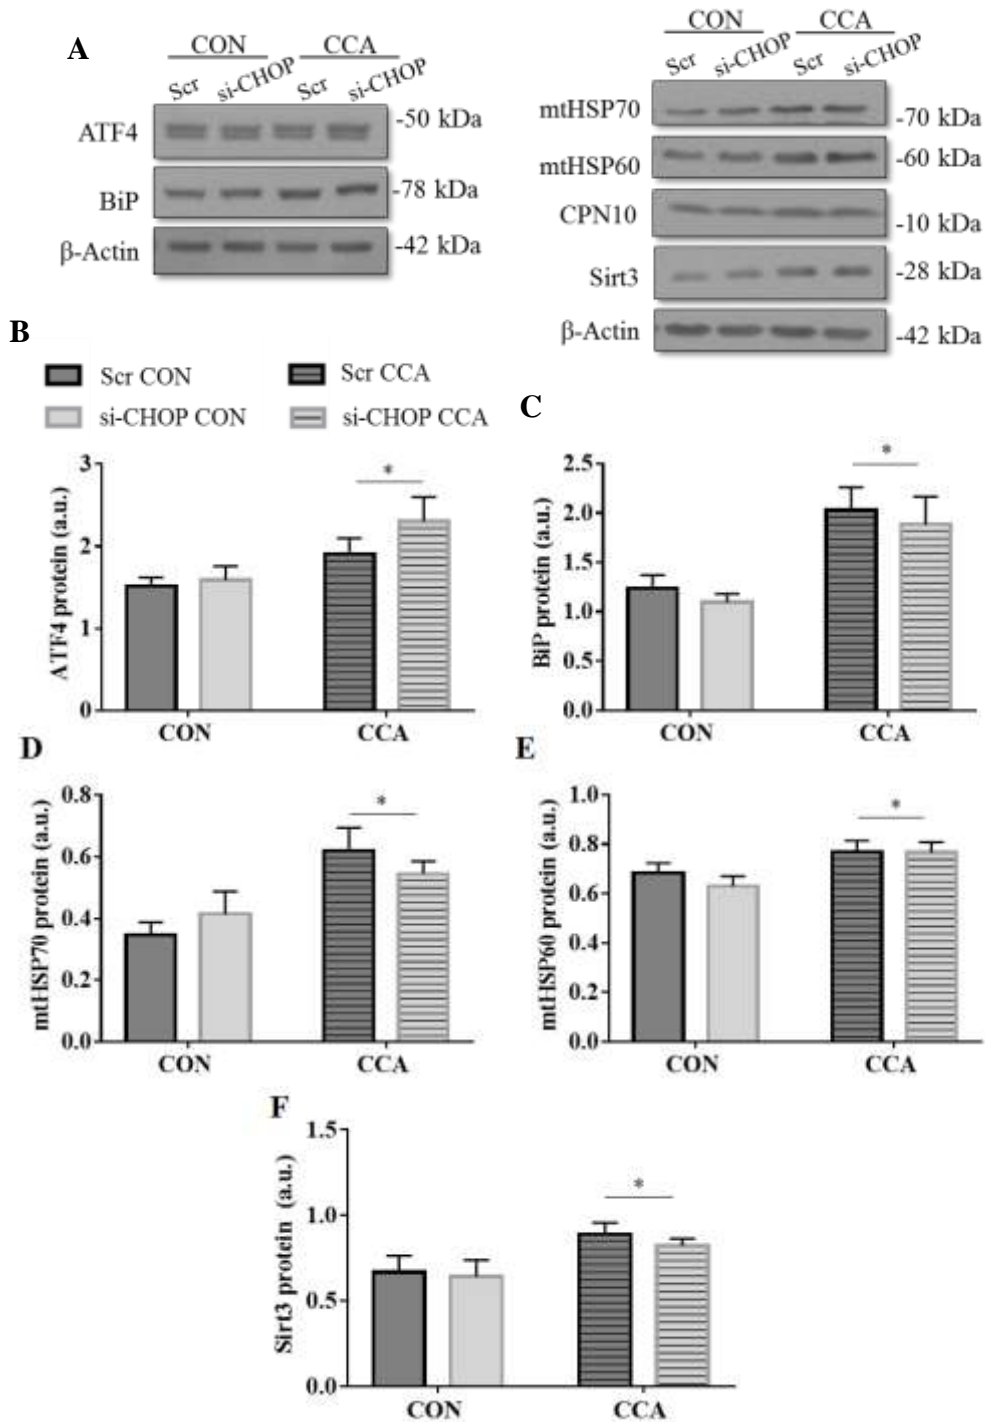 A
CON CCA
Scr si-CHOP Scr si-CHOP
ATF4 -50 kDa
BiP -78 kDa
β-Actin -42 kDa
CON CCA
Scr si-CHOP Scr si-CHOP
mtHSP70 -70 kDa
mtHSP60 -60 kDa
CPN10 -10 kDa
Sirt3 -28 kDa
β-Actin -42 kDa
B
Scr CON Scr CCA
si-CHOP CON si-CHOP CCA
ATF4 protein (a.u.)
3
2
1
0
*
CON CCA
C
BiP protein (a.u.)
2.5
2.0
1.5
1.0
0.5
0.0
*
CON CCA
D
mtHSP70 protein (a.u.)
0.8
0.6
0.4
0.2
0.0
*
CON CCA
E
mtHSP60 protein (a.u.)
1.0
0.8
0.6
0.4
0.2
0.0
*
CON CCA
F
Sirt3 protein (a.u.)
1.5
1.0
0.5
0.0
*
CON CCA